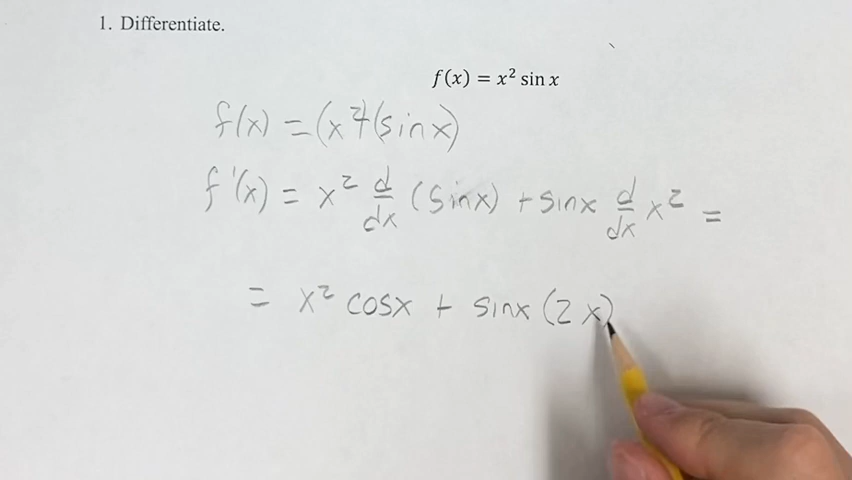 1. Differentiate.
f(x) = x² sin x
f(x) = (x²)(sinx)
f'(x) = x² d/dx (sinx) + sinx d/dx x² =
= x² cosx + sinx (2x)